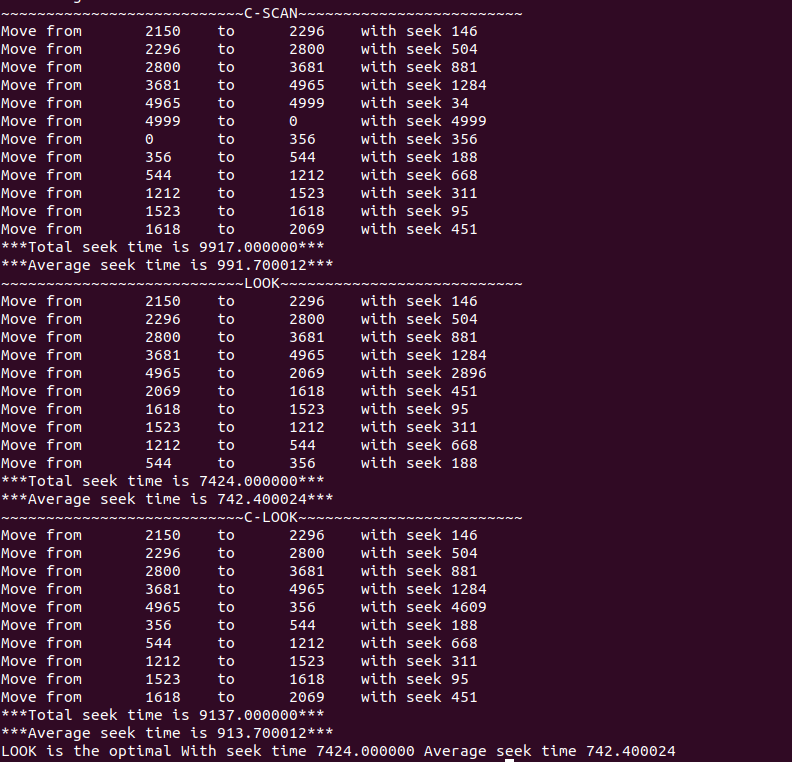 ~~~~~~~~~~~~~~~~~~~~~~~~~~~C-SCAN~~~~~~~~~~~~~~~~~~~~~~~~~
Move from 2150 to 2296 with seek 146
Move from 2296 to 2800 with seek 504
Move from 2800 to 3681 with seek 881
Move from 3681 to 4965 with seek 1284
Move from 4965 to 4999 with seek 34
Move from 4999 to 0 with seek 4999
Move from 0 to 356 with seek 356
Move from 356 to 544 with seek 188
Move from 544 to 1212 with seek 668
Move from 1212 to 1523 with seek 311
Move from 1523 to 1618 with seek 95
Move from 1618 to 2069 with seek 451
***Total seek time is 9917.000000***
***Average seek time is 991.700012***
~~~~~~~~~~~~~~~~~~~~~~~~~~~LOOK~~~~~~~~~~~~~~~~~~~~~~~~~~~
Move from 2150 to 2296 with seek 146
Move from 2296 to 2800 with seek 504
Move from 2800 to 3681 with seek 881
Move from 3681 to 4965 with seek 1284
Move from 4965 to 2069 with seek 2896
Move from 2069 to 1618 with seek 451
Move from 1618 to 1523 with seek 95
Move from 1523 to 1212 with seek 311
Move from 1212 to 544 with seek 668
Move from 544 to 356 with seek 188
***Total seek time is 7424.000000***
***Average seek time is 742.400024***
~~~~~~~~~~~~~~~~~~~~~~~~~~~C-LOOK~~~~~~~~~~~~~~~~~~~~~~~~~
Move from 2150 to 2296 with seek 146
Move from 2296 to 2800 with seek 504
Move from 2800 to 3681 with seek 881
Move from 3681 to 4965 with seek 1284
Move from 4965 to 356 with seek 4609
Move from 356 to 544 with seek 188
Move from 544 to 1212 with seek 668
Move from 1212 to 1523 with seek 311
Move from 1523 to 1618 with seek 95
Move from 1618 to 2069 with seek 451
***Total seek time is 9137.000000***
***Average seek time is 913.700012***
LOOK is the optimal With seek time 7424.000000 Average seek time 742.400024